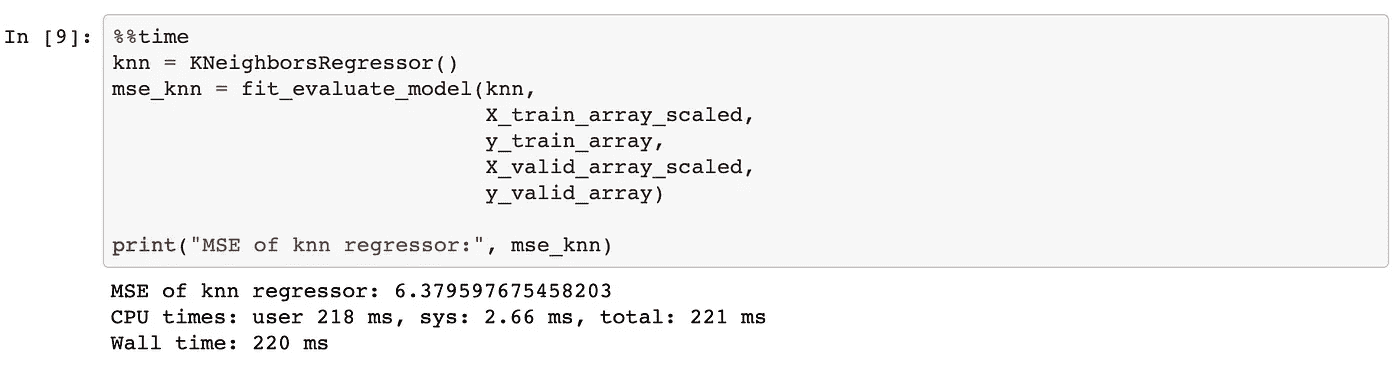 In [9]: %%time
knn = KNeighborsRegressor()
mse_knn = fit_evaluate_model(knn,
                             X_train_array_scaled,
                             y_train_array,
                             X_valid_array_scaled,
                             y_valid_array)

print("MSE of knn regressor:", mse_knn)
MSE of knn regressor: 6.379597675458203
CPU times: user 218 ms, sys: 2.66 ms, total: 221 ms
Wall time: 220 ms